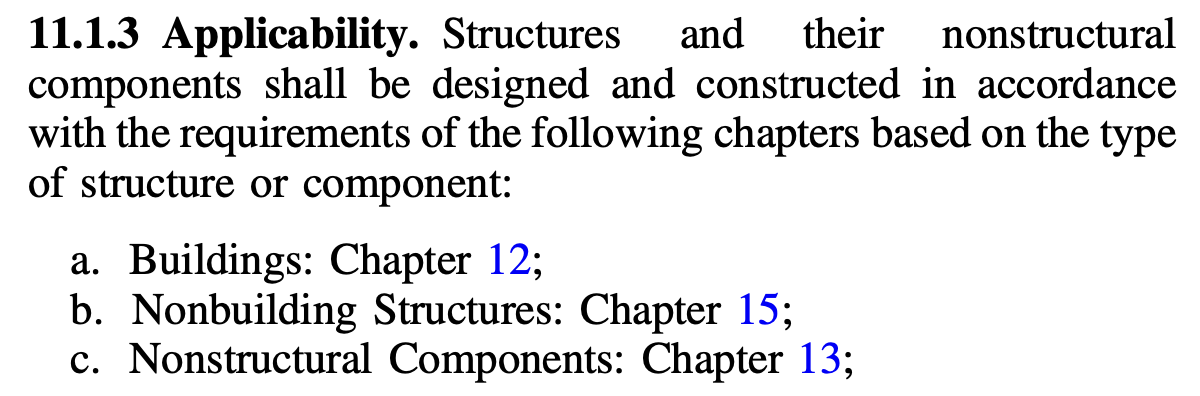 11.1.3 Applicability. Structures and their nonstructural
components shall be designed and constructed in accordance
with the requirements of the following chapters based on the type
of structure or component:
a. Buildings: Chapter 12;
b. Nonbuilding Structures: Chapter 15;
c. Nonstructural Components: Chapter 13;